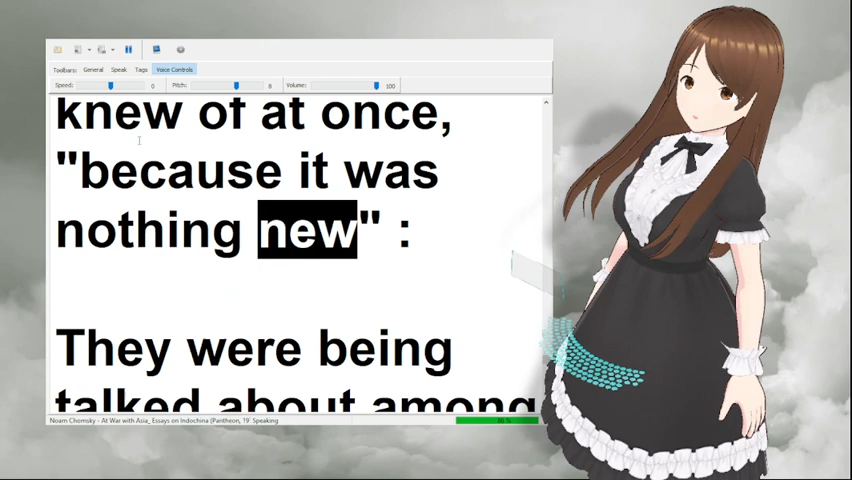 Toolbars: General Speak Tags Voice Controls
Speed: 0 Pitch: 8 Volume: 100
knew of at once,
"because it was
nothing new" :
They were being
talked about among
Noam Chomsky - At War with Asia_ Essays on Indochina (Pantheon, 19 Speaking